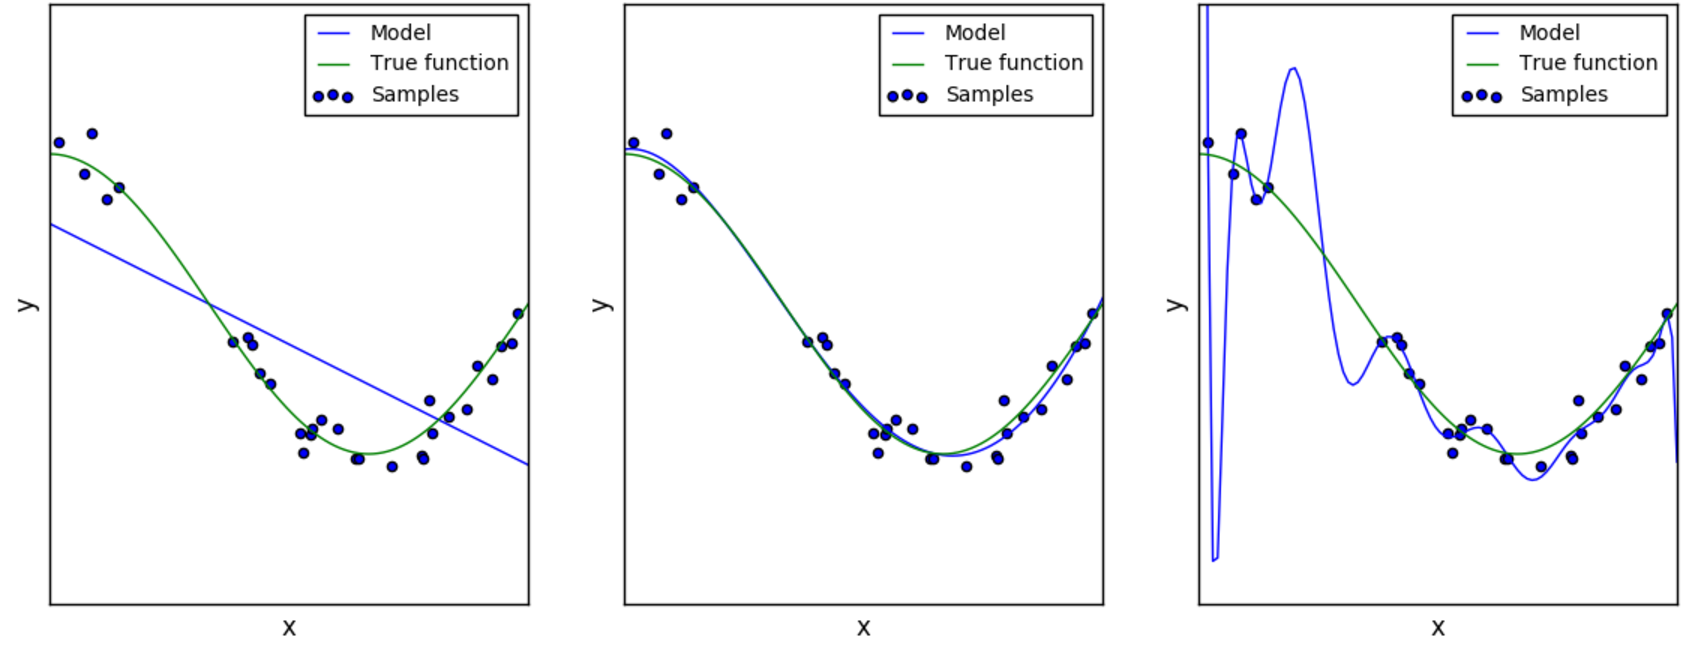 Model
True function
Samples
y
x
Model
True function
Samples
y
x
Model
True function
Samples
y
x